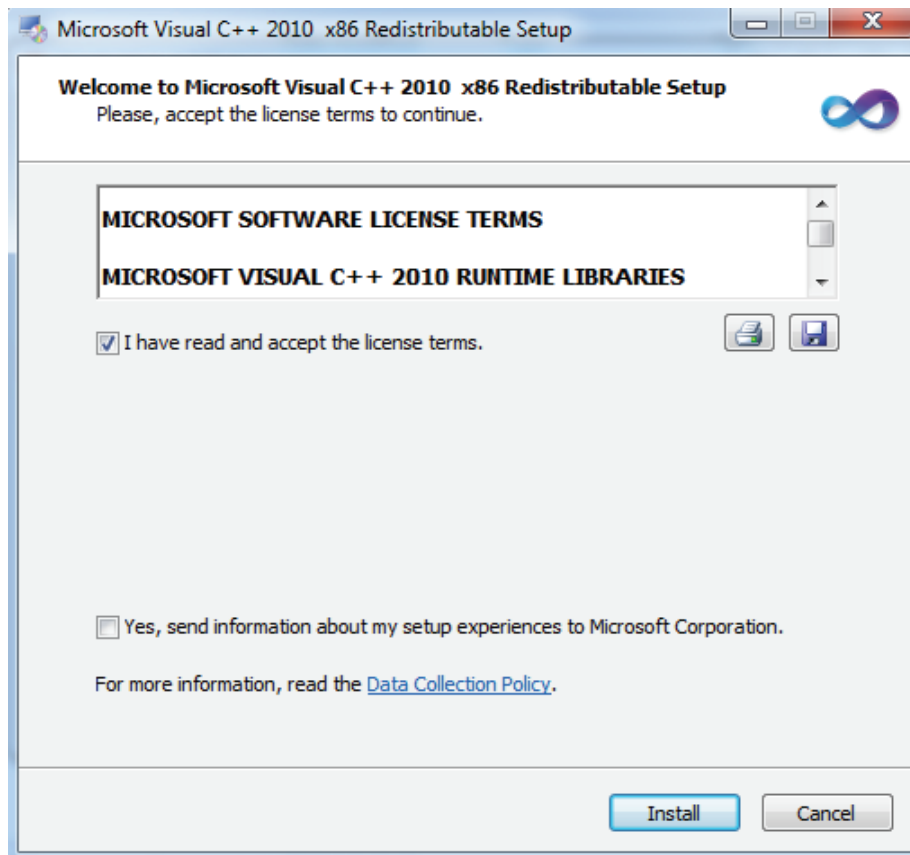 Microsoft Visual C++ 2010  x86 Redistributable Setup
Welcome to Microsoft Visual C++ 2010  x86 Redistributable Setup
Please, accept the license terms to continue.
MICROSOFT SOFTWARE LICENSE TERMS
MICROSOFT VISUAL C++ 2010 RUNTIME LIBRARIES
I have read and accept the license terms.
Yes, send information about my setup experiences to Microsoft Corporation.
For more information, read the Data Collection Policy.
Install Cancel